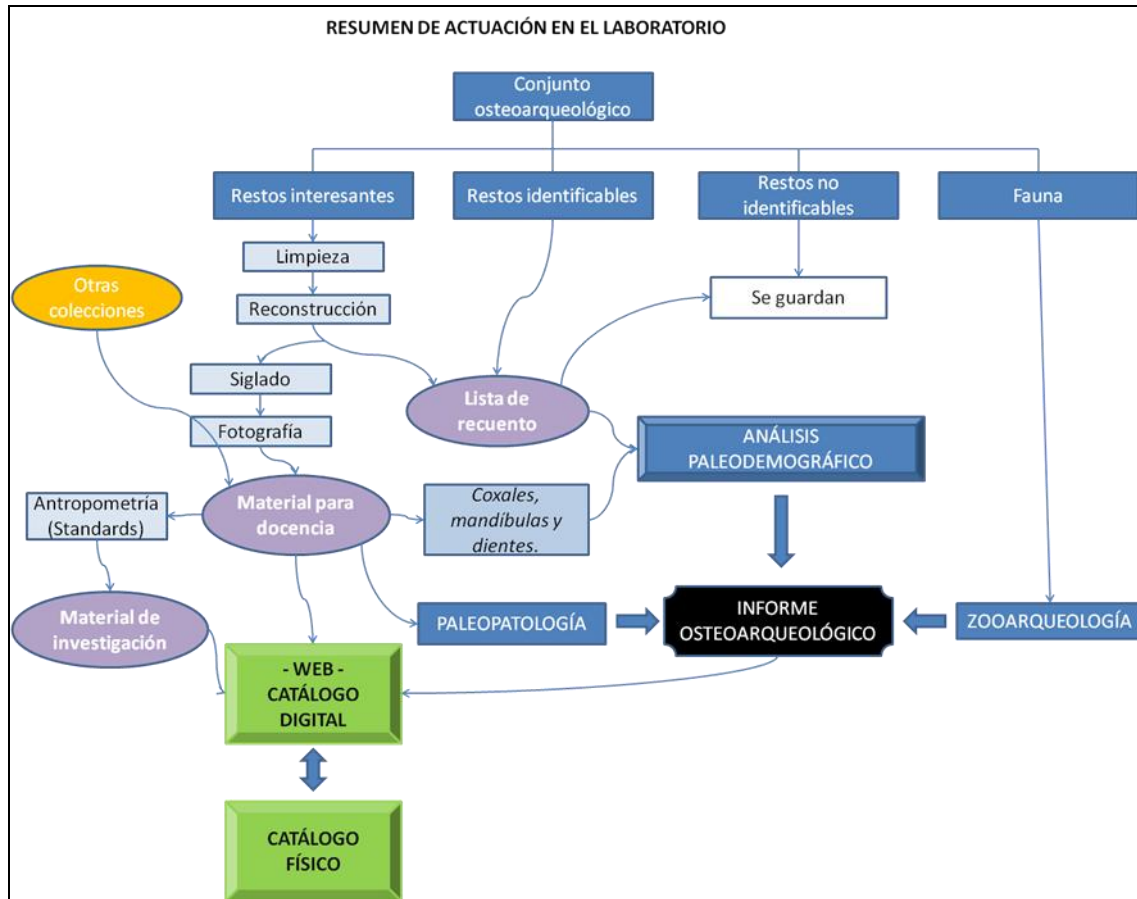 RESUMEN DE ACTUACIÓN EN EL LABORATORIO
Conjunto
osteoarqueológico
Restos interesantes
Restos identificables
Restos no
identificables
Fauna
Limpieza
Otras
colecciones
Reconstrucción
Se guardan
Siglado
Lista de
recuento
Fotografía
ANÁLISIS
PALEODEMOGRÁFICO
Antropometría
(Standards)
Material para
docencia
Coxales,
mandíbulas y
dientes.
Material de
investigación
PALEOPATOLOGÍA
INFORME
OSTEOARQUEOLÓGICO
ZOOARQUEOLOGÍA
- WEB -
CATÁLOGO
DIGITAL
CATÁLOGO
FÍSICO